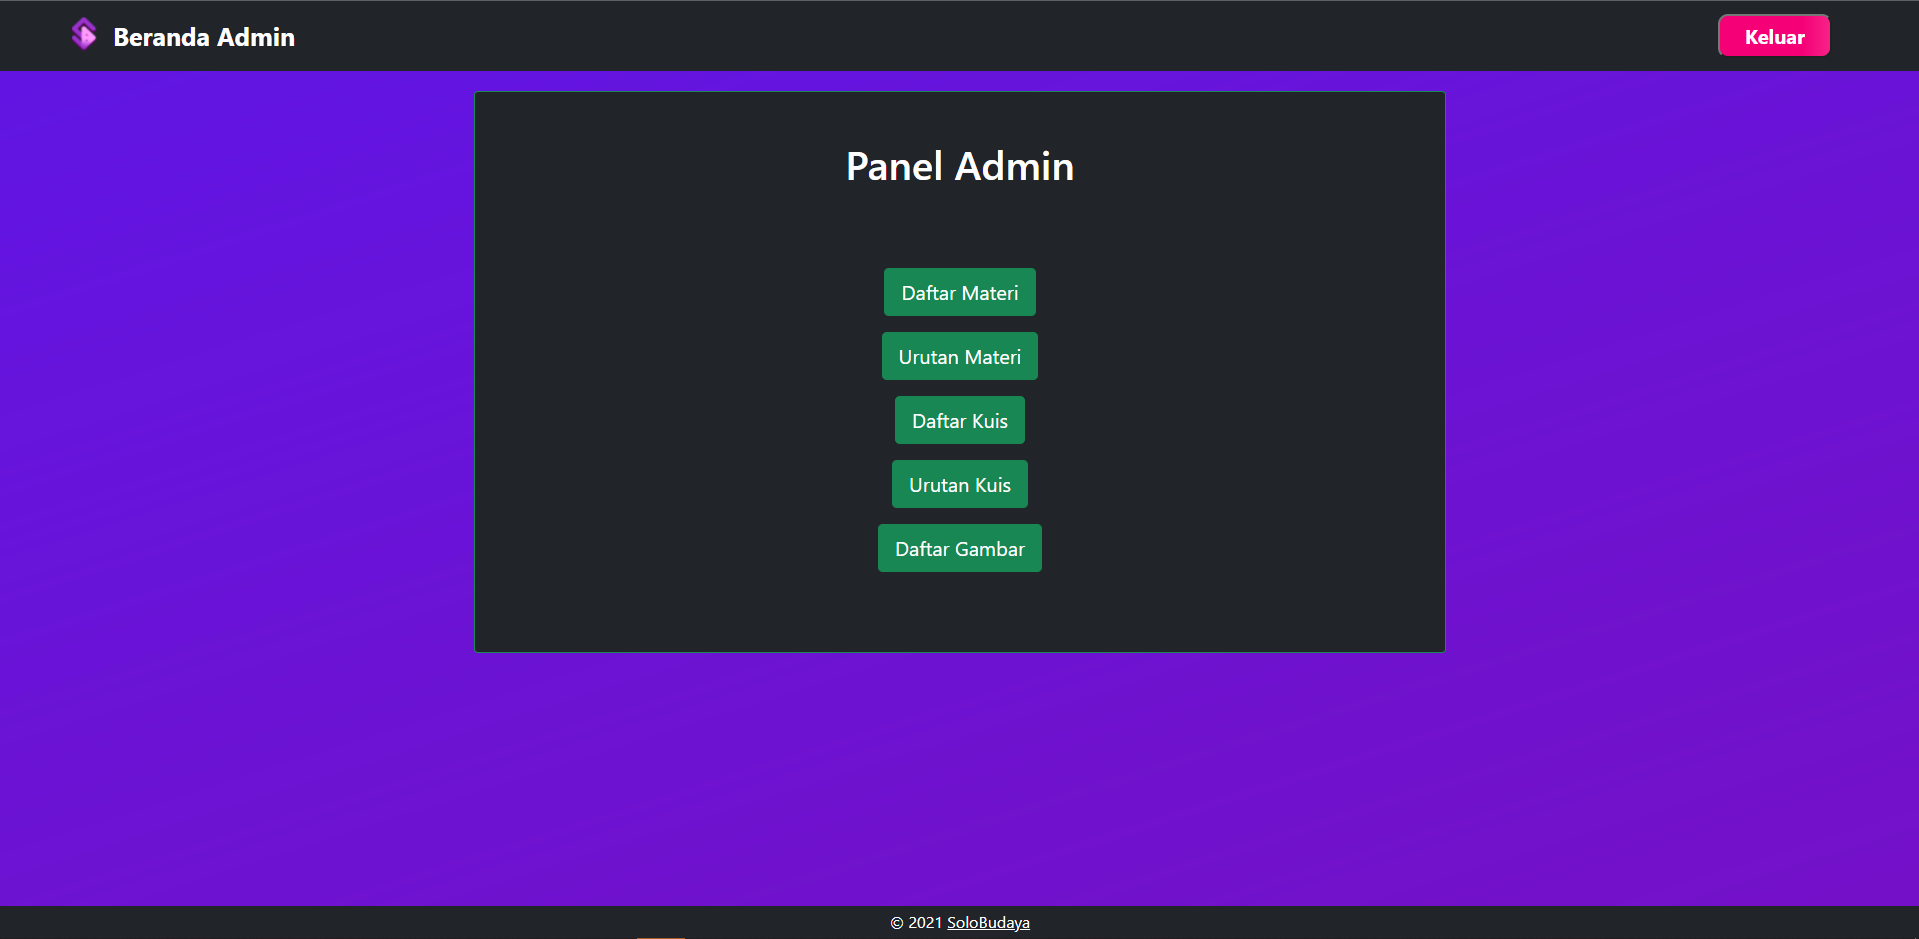 Beranda Admin
Keluar
Panel Admin
Daftar Materi
Urutan Materi
Daftar Kuis
Urutan Kuis
Daftar Gambar
© 2021 SoloBudaya